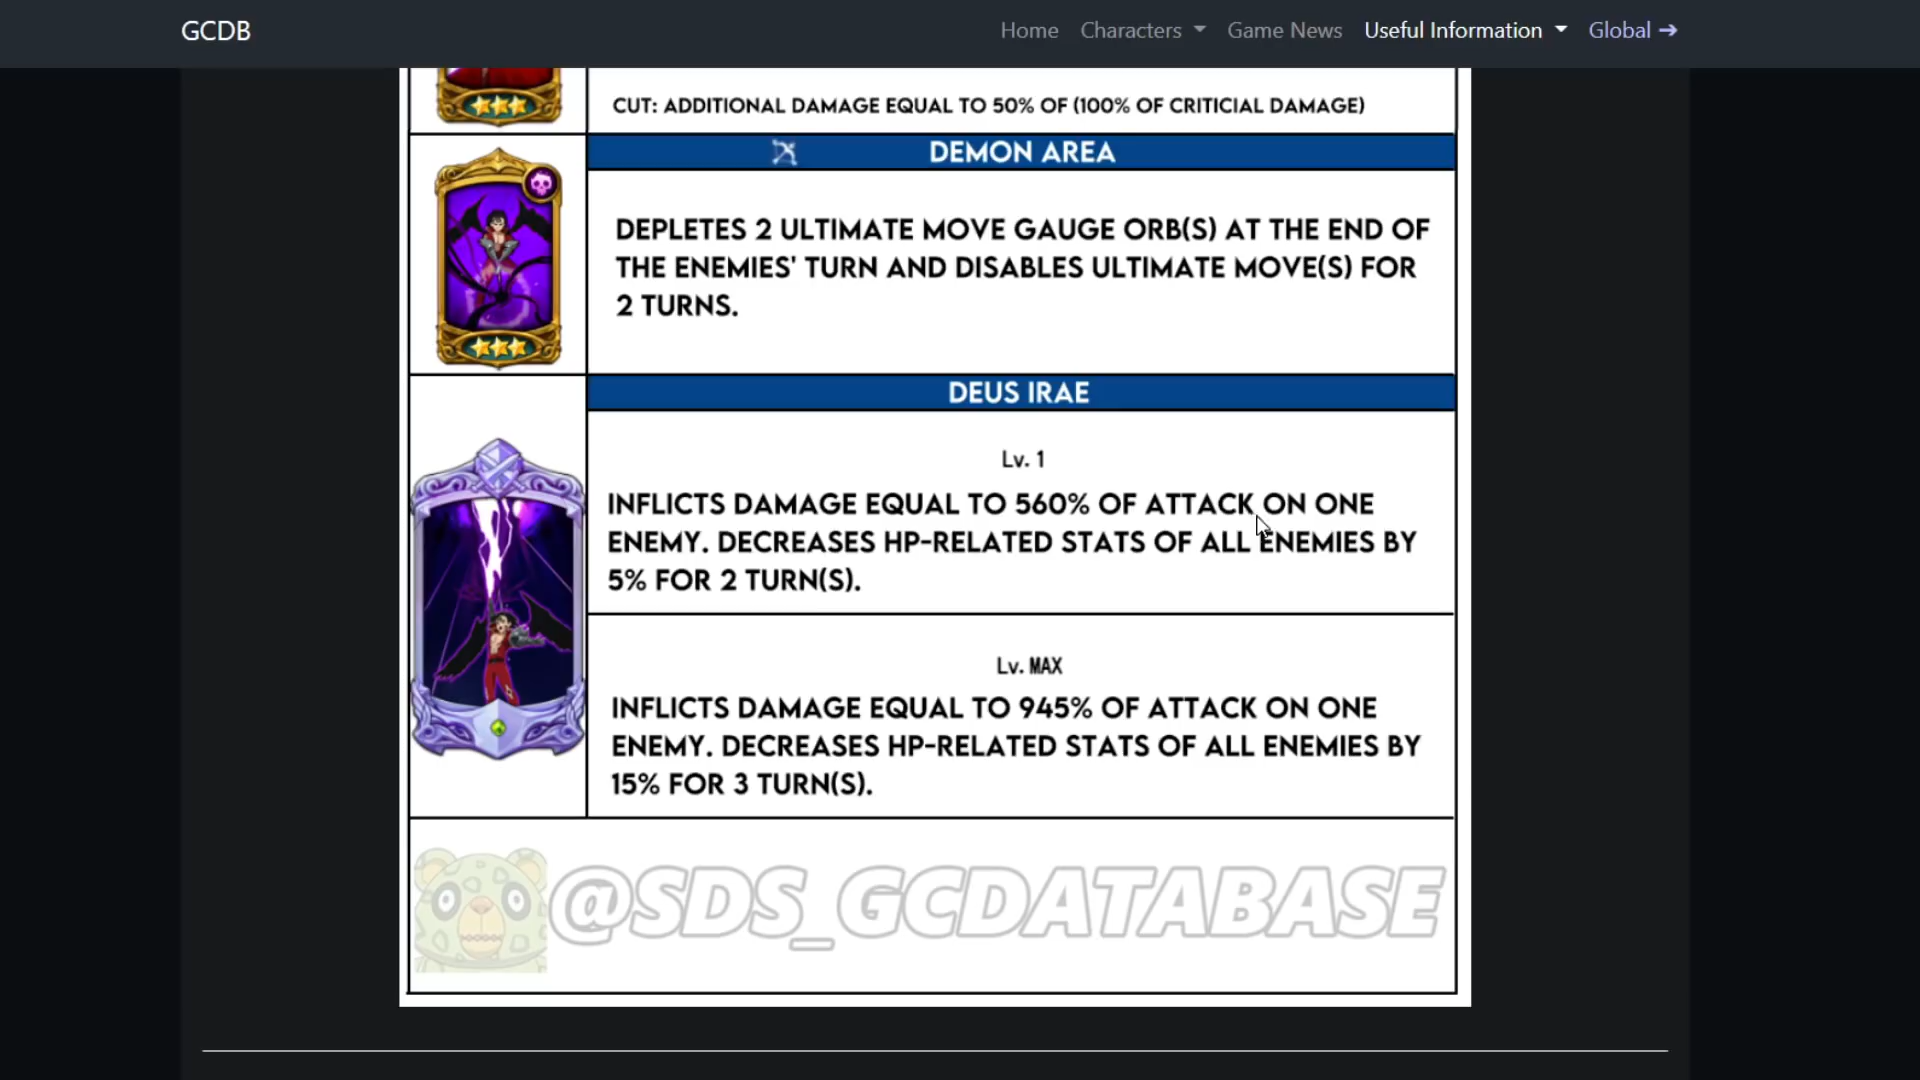 GCDB
Home Characters Game News Useful Information Global ➔
CUT: ADDITIONAL DAMAGE EQUAL TO 50% OF (100% OF CRITICIAL DAMAGE)
DEMON AREA
DEPLETES 2 ULTIMATE MOVE GAUGE ORB(S) AT THE END OF
THE ENEMIES' TURN AND DISABLES ULTIMATE MOVE(S) FOR
2 TURNS.
DEUS IRAE
Lv. 1
INFLICTS DAMAGE EQUAL TO 560% OF ATTACK ON ONE
ENEMY. DECREASES HP-RELATED STATS OF ALL ENEMIES BY
5% FOR 2 TURN(S).
Lv. MAX
INFLICTS DAMAGE EQUAL TO 945% OF ATTACK ON ONE
ENEMY. DECREASES HP-RELATED STATS OF ALL ENEMIES BY
15% FOR 3 TURN(S).
@SDS_GCDATABASE